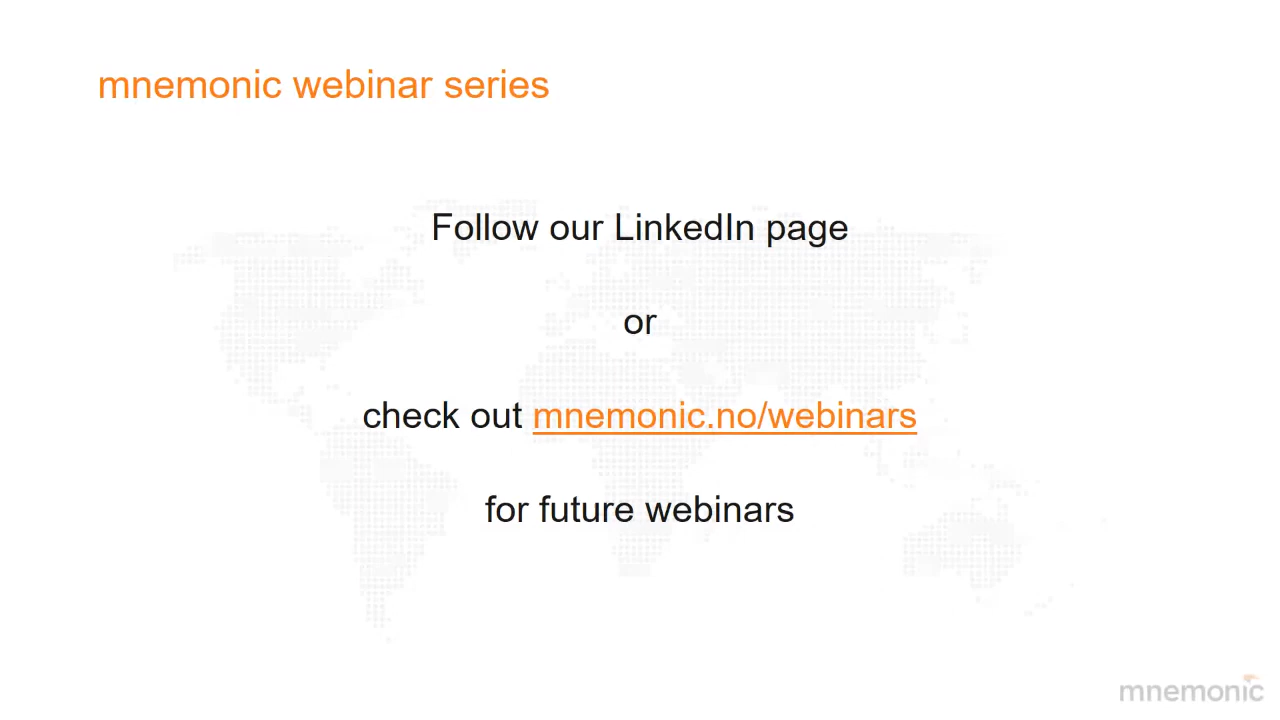 mnemonic webinar series
Follow our LinkedIn page
or
check out mnemonic.no/webinars
for future webinars
mnemonic